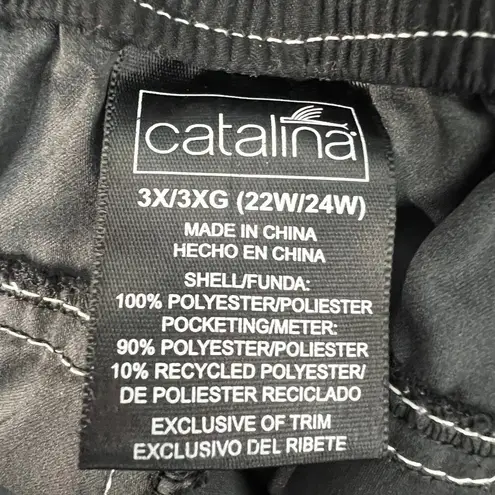 catalina
3X/3XG (22W/24W)
MADE IN CHINA
HECHO EN CHINA
SHELL/FUNDA:
100% POLYESTER/POLIESTER
POCKETING/METER:
90% POLYESTER/POLIESTER
10% RECYCLED POLYESTER/
DE POLIESTER RECICLADO
EXCLUSIVE OF TRIM
EXCLUSIVO DEL RIBETE